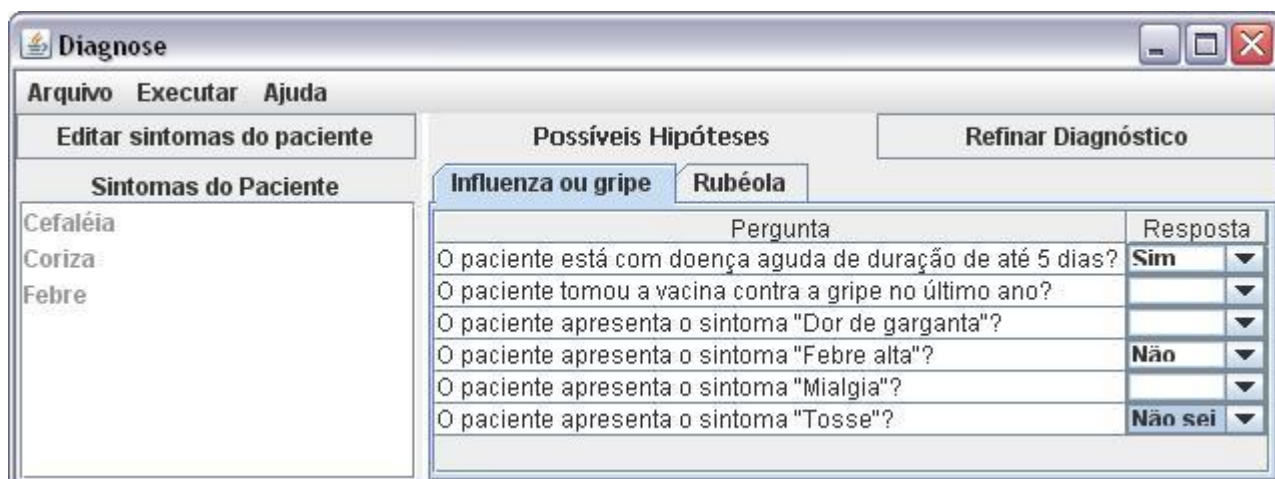 Diagnose
Arquivo Executar Ajuda
Editar sintomas do paciente
Possíveis Hipóteses
Refinar Diagnóstico
Sintomas do Paciente
Cefaléia
Coriza
Febre
Influenza ou gripe Rubéola
Pergunta Resposta
O paciente está com doença aguda de duração de até 5 dias? Sim
O paciente tomou a vacina contra a gripe no último ano?
O paciente apresenta o sintoma "Dor de garganta"?
O paciente apresenta o sintoma "Febre alta"? Não
O paciente apresenta o sintoma "Mialgia"?
O paciente apresenta o sintoma "Tosse"? Não sei